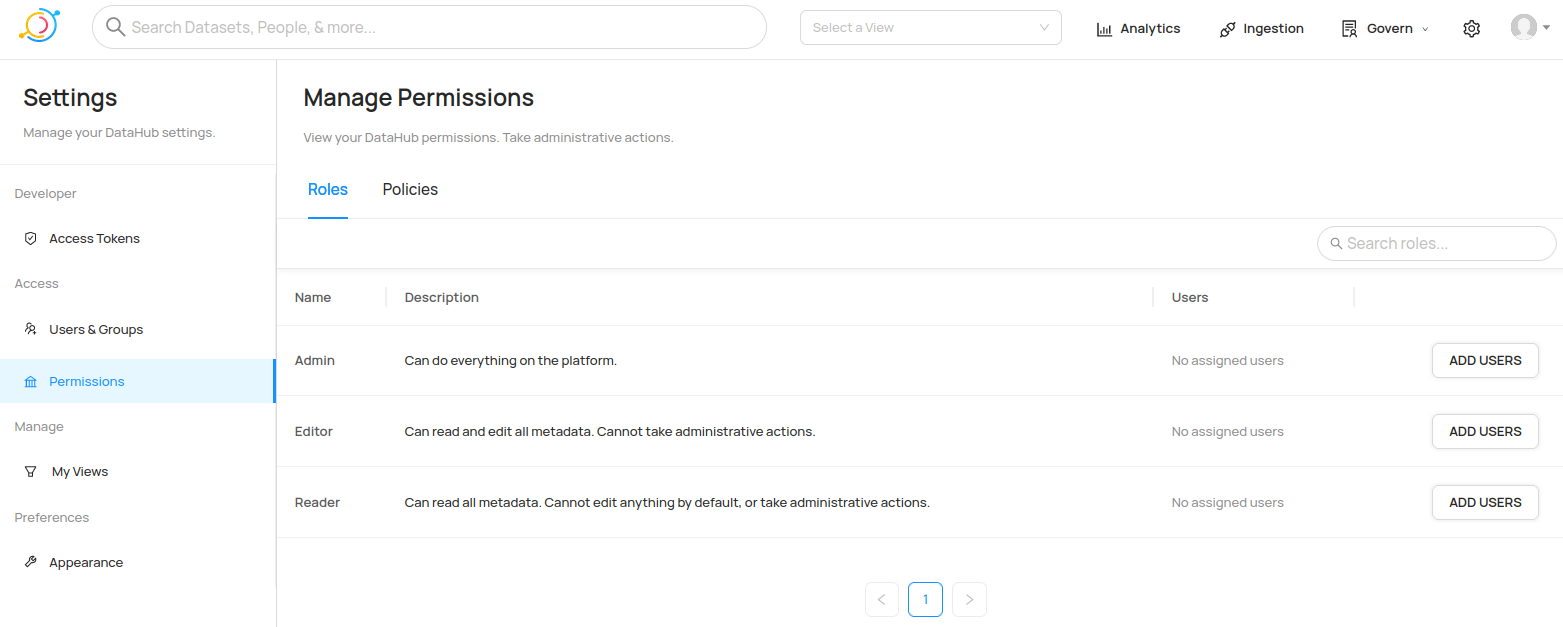 Search Datasets, People, & more...
Select a View
Analytics
Ingestion
Govern
Settings
Manage your DataHub settings.
Developer
Access Tokens
Access
Users & Groups
Permissions
Manage
My Views
Preferences
Appearance
Manage Permissions
View your DataHub permissions. Take administrative actions.
Roles Policies
Search roles...
Name Description Users
Admin Can do everything on the platform. No assigned users ADD USERS
Editor Can read and edit all metadata. Cannot take administrative actions. No assigned users ADD USERS
Reader Can read all metadata. Cannot edit anything by default, or take administrative actions. No assigned users ADD USERS
< 1 >